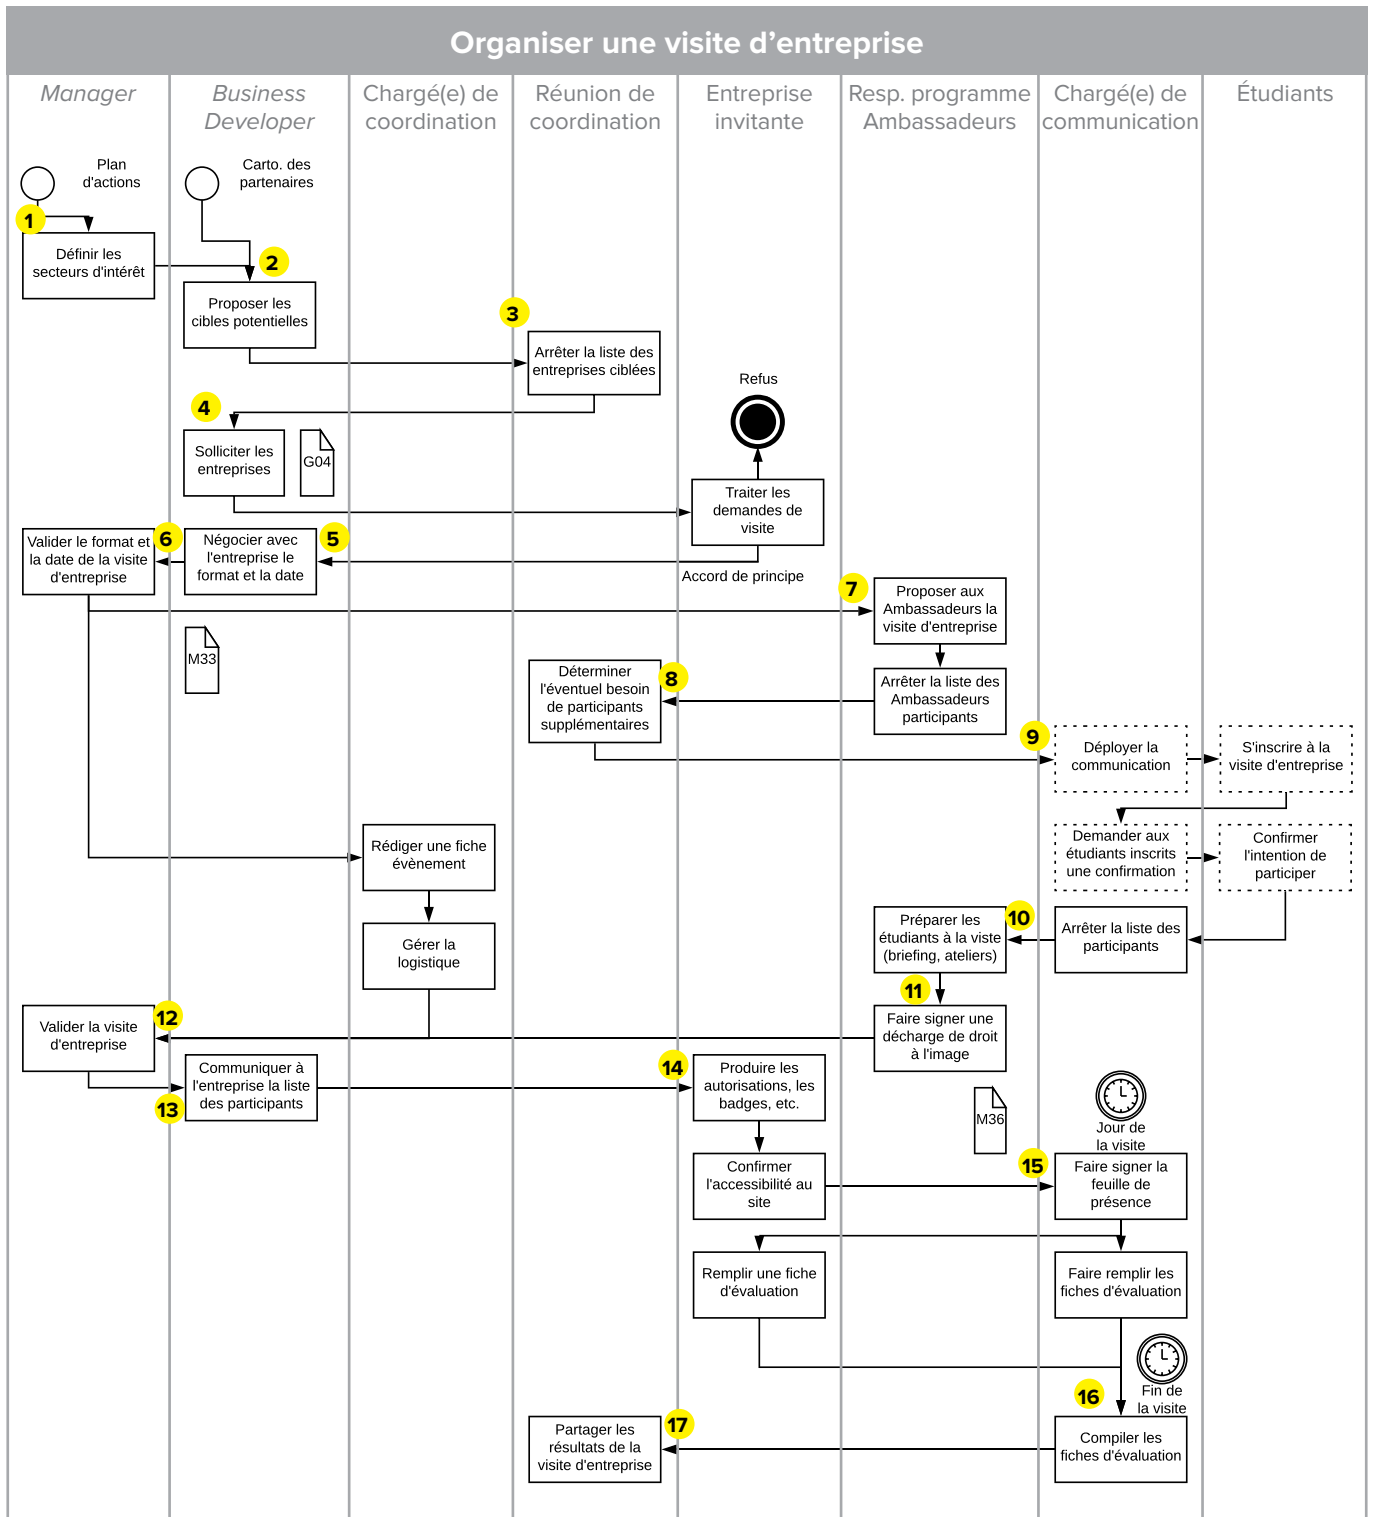 Organiser une visite d'entreprise
Manager
Business
Developer
Chargé(e) de
coordination
Réunion de
coordination
Entreprise
invitante
Resp. programme
Ambassadeurs
Chargé(e) de
communication
Étudiants
Plan
d'actions
Carto. des
partenaires
1
Définir les
secteurs d'intérêt
2
Proposer les
cibles potentielles
3
Arrêter la liste des
entreprises ciblées
Refus
4
Solliciter les
entreprises
G04
Traiter les
demandes de
visite
Valider le format et
la date de la visite
d'entreprise
6
Négocier avec
l'entreprise le
format et la date
5
Accord de principe
7
Proposer aux
Ambassadeurs la
visite d'entreprise
M33
Déterminer
l'éventuel besoin
de participants
supplémentaires
8
Arrêter la liste des
Ambassadeurs
participants
9
Déployer la
communication
S'inscrire à la
visite d'entreprise
Rédiger une fiche
évènement
Demander aux
étudiants inscrits
une confirmation
Confirmer
l'intention de
participer
Gérer la
logistique
Préparer les
étudiants à la viste
(briefing, ateliers)
10
Arrêter la liste des
participants
11
Faire signer une
décharge de droit
à l'image
Valider la visite
d'entreprise
12
Communiquer à
l'entreprise la liste
des participants
13
14
Produire les
autorisations, les
badges, etc.
M36
Jour de
la visite
Confirmer
l'accessibilité au
site
15
Faire signer la
feuille de
présence
Remplir une fiche
d'évaluation
Faire remplir les
fiches d'évaluation
Fin de
la visite
16
Partager les
résultats de la
visite d'entreprise
17
Compiler les
fiches d'évaluation